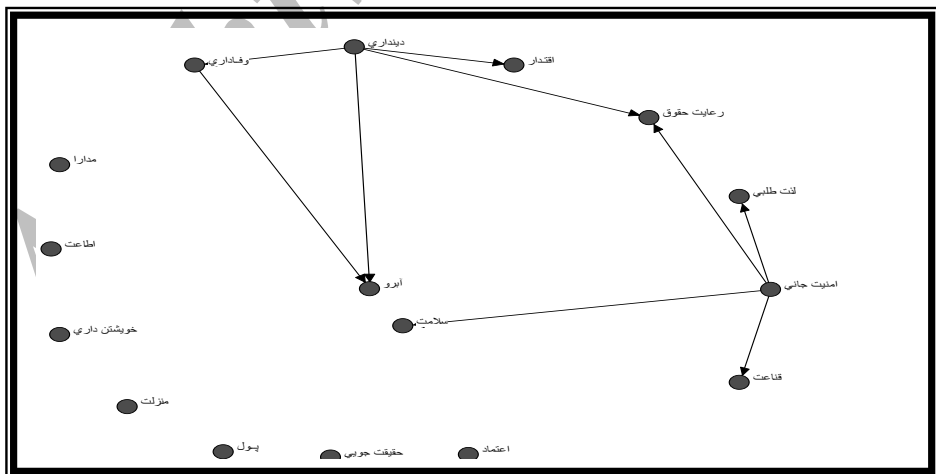 دينداري
وفاداري
اقتدار
رعايت حقوق
مدارا
لذت طلبي
اطاعت
آبرو
امنيت جاني
سلامت
خويشتن داري
قناعت
منزلت
پول
حقيقت جويي
اعتماد